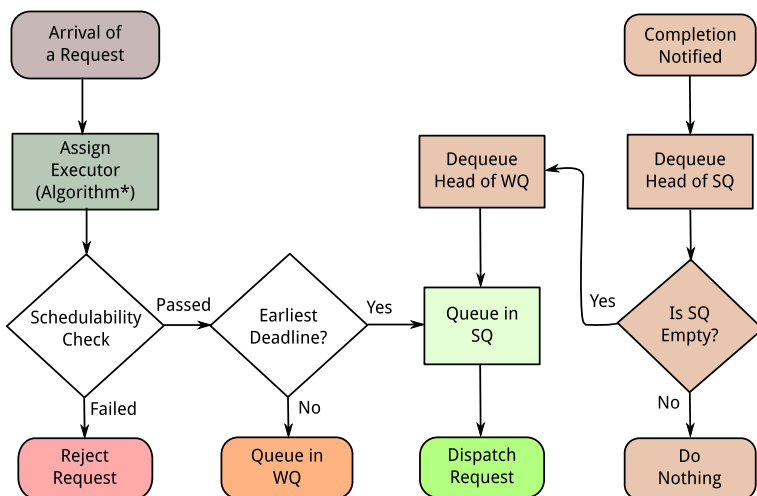 Arrival of
a Request
Completion
Notified
Assign
Executor
(Algorithm*)
Dequeue
Head of WQ
Dequeue
Head of SQ
Schedulability
Check
Passed
Earliest
Deadline?
Yes
Queue in
SQ
Yes
Is SQ
Empty?
Failed
No
No
Reject
Request
Queue in
WQ
Dispatch
Request
Do
Nothing